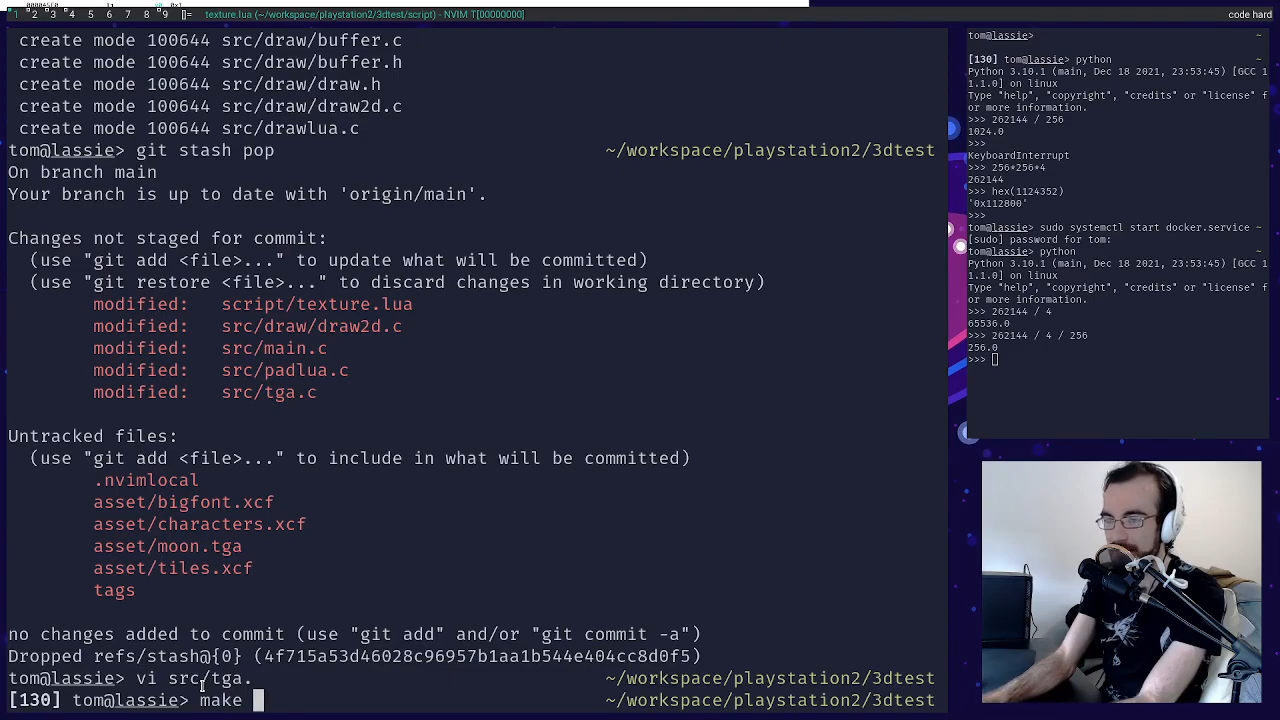 1 2 3 4 5 6 7 8 9 []= texture.lua (~/workspace/playstation2/3dtest/script) - NVIM T[00000000] code hard
create mode 100644 src/draw/buffer.c
create mode 100644 src/draw/buffer.h
create mode 100644 src/draw/draw.h
create mode 100644 src/draw/draw2d.c
create mode 100644 src/drawlua.c
tom@lassie> git stash pop ~/workspace/playstation2/3dtest
On branch main
Your branch is up to date with 'origin/main'.
Changes not staged for commit:
(use "git add <file>..." to update what will be committed)
(use "git restore <file>..." to discard changes in working directory)
modified: script/texture.lua
modified: src/draw/draw2d.c
modified: src/main.c
modified: src/padlua.c
modified: src/tga.c
Untracked files:
(use "git add <file>..." to include in what will be committed)
.nvimlocal
asset/bigfont.xcf
asset/characters.xcf
asset/moon.tga
asset/tiles.xcf
tags
no changes added to commit (use "git add" and/or "git commit -a")
Dropped refs/stash@{0} (4f715a53d46028c96957b1aa1b544e404cc8d0f5)
tom@lassie> vi src/tga. ~/workspace/playstation2/3dtest
[130] tom@lassie> make ~/workspace/playstation2/3dtest
tom@lassie> ~
[130] tom@lassie> python ~
Python 3.10.1 (main, Dec 18 2021, 23:53:45) [GCC 1
1.1.0] on linux
Type "help", "copyright", "credits" or "license" f
or more information.
>>> 262144 / 256
1024.0
>>>
KeyboardInterrupt
>>> 256*256*4
262144
>>> hex(1124352)
'0x112800'
>>>
tom@lassie> sudo systemctl start docker.service ~
[sudo] password for tom:
tom@lassie> python ~
Python 3.10.1 (main, Dec 18 2021, 23:53:45) [GCC 1
1.1.0] on linux
Type "help", "copyright", "credits" or "license" f
or more information.
>>> 262144 / 4
65536.0
>>> 262144 / 4 / 256
256.0
>>>